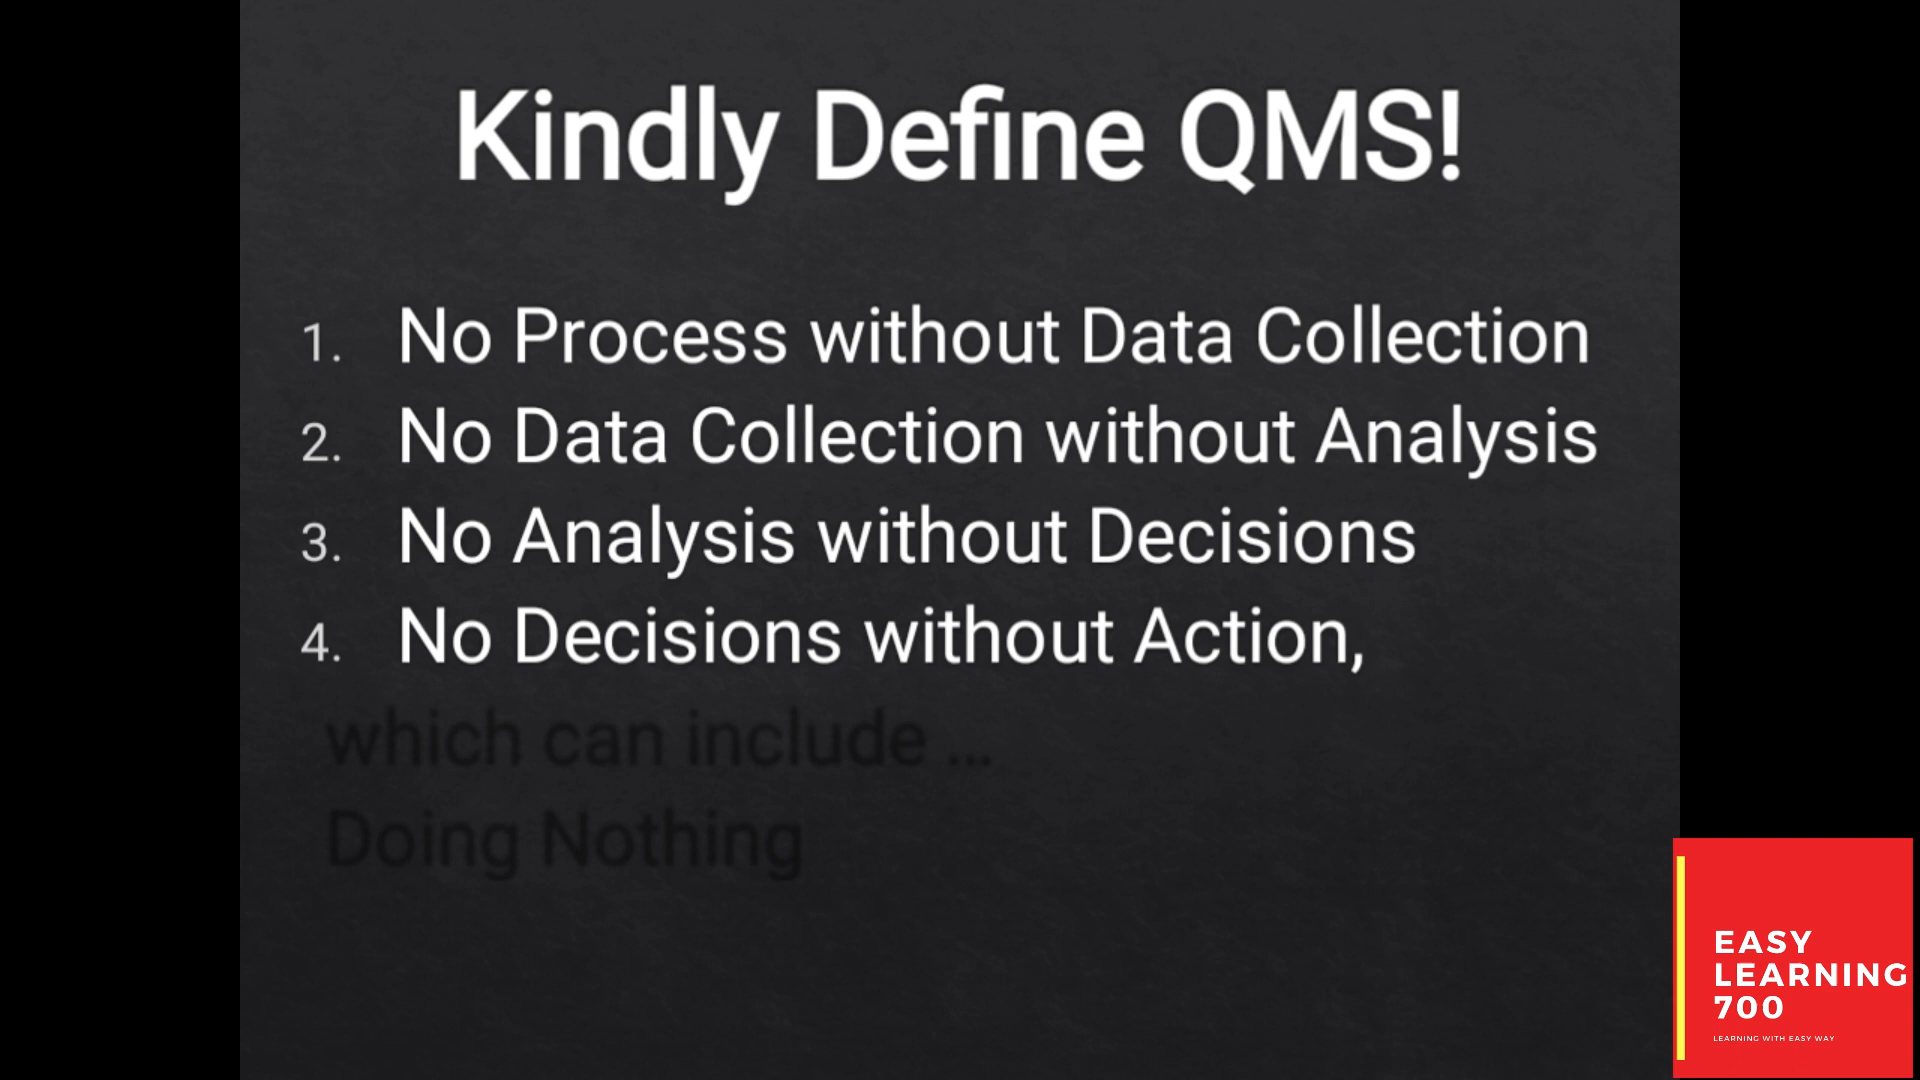 Kindly Define QMS!
1. No Process without Data Collection
2. No Data Collection without Analysis
3. No Analysis without Decisions
4. No Decisions without Action,
which can include ...
Doing Nothing
EASY
LEARNING
700
LEARNING WITH EASY WAY